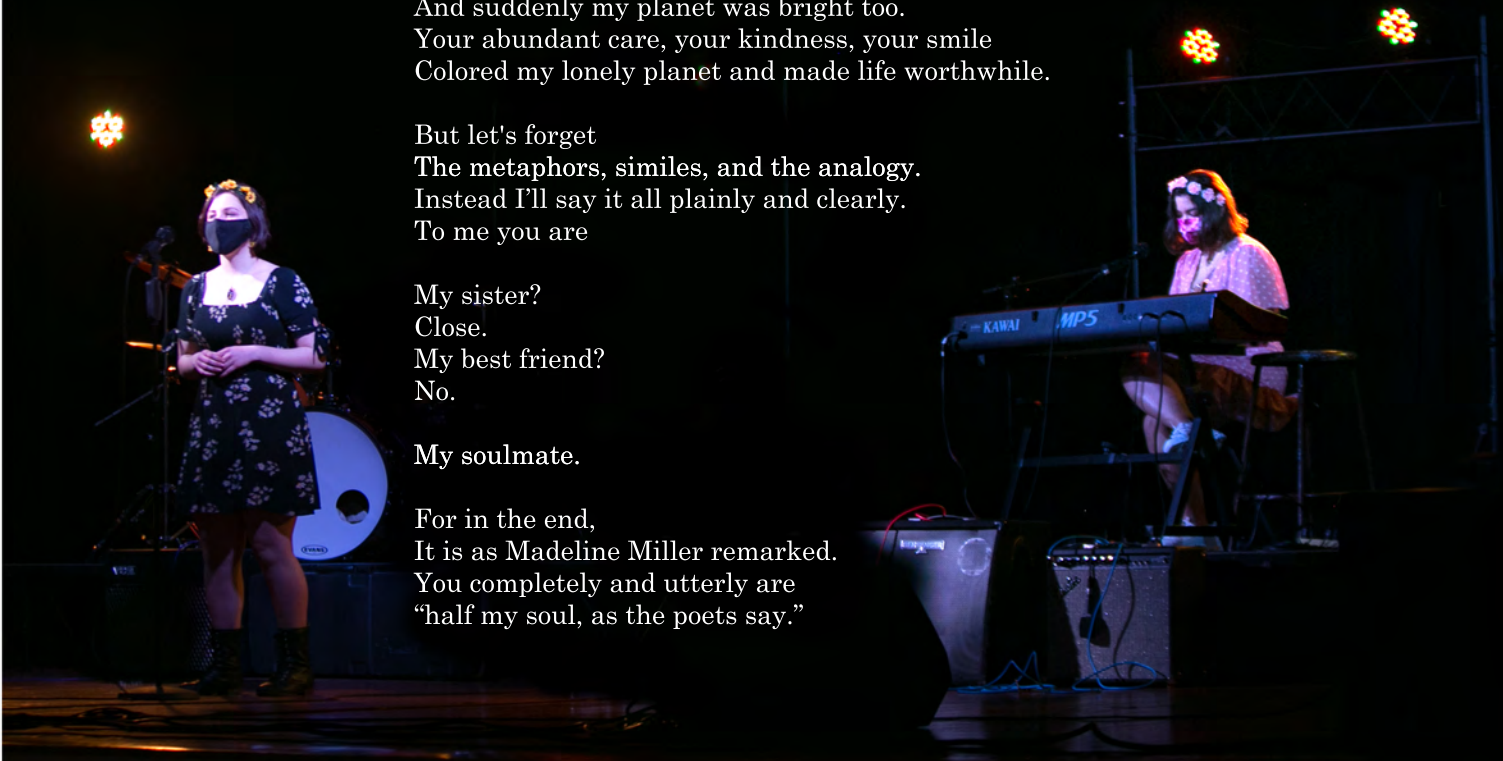 And suddenly my planet was bright too.
Your abundant care, your kindness, your smile
Colored my lonely planet and made life worthwhile.
But let's forget
The metaphors, similes, and the analogy.
Instead I’ll say it all plainly and clearly.
To me you are
My sister?
Close.
My best friend?
No.
My soulmate.
For in the end,
It is as Madeline Miller remarked.
You completely and utterly are
“half my soul, as the poets say.”
KAWAI MP5
EVANS